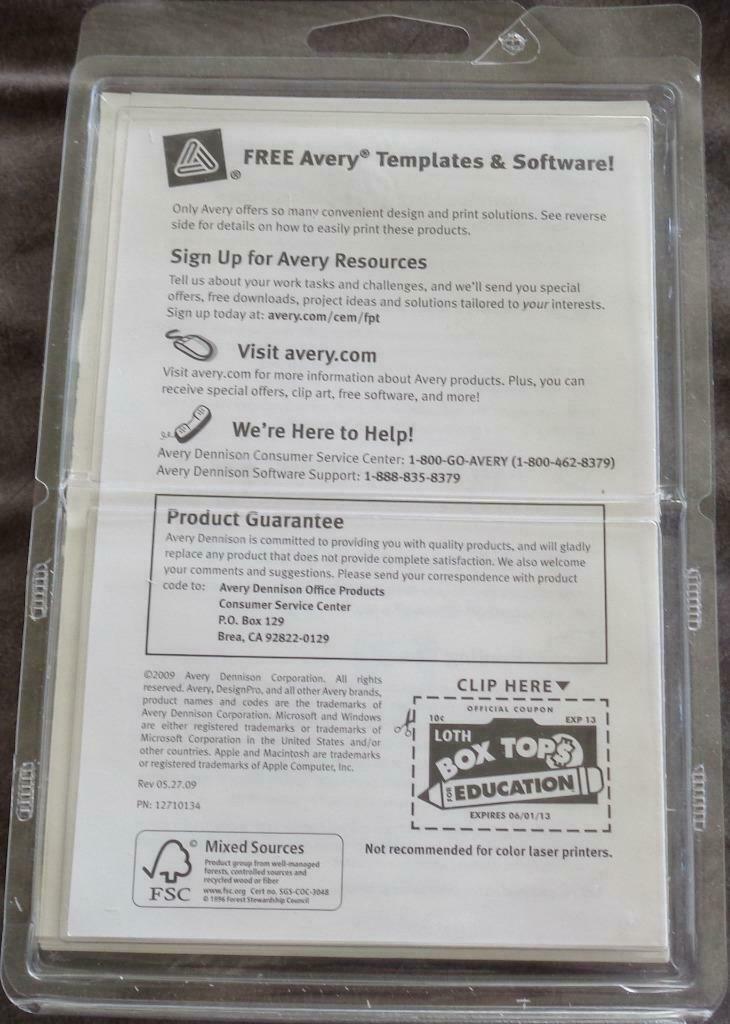 ®
FREE Avery® Templates & Software!
Only Avery offers so many convenient design and print solutions. See reverse
side for details on how to easily print these products.
Sign Up for Avery Resources
Tell us about your work tasks and challenges, and we'll send you special
offers, free downloads, project ideas and solutions tailored to your interests.
Sign up today at: avery.com/cem/fpt
Visit avery.com
Visit avery.com for more information about Avery products. Plus, you can
receive special offers, clip art, free software, and more!
We're Here to Help!
Avery Dennison Consumer Service Center: 1-800-GO-AVERY (1-800-462-8379)
Avery Dennison Software Support: 1-888-835-8379
Product Guarantee
Avery Dennison is committed to providing you with quality products, and will gladly
replace any product that does not provide complete satisfaction. We also welcome
your comments and suggestions. Please send your correspondence with product
code to: Avery Dennison Office Products
Consumer Service Center
P.O. Box 129
Brea, CA 92822-0129
©2009 Avery Dennison Corporation. All rights
reserved. Avery, DesignPro, and all other Avery brands,
product names and codes are the trademarks of
Avery Dennison Corporation. Microsoft and Windows
are either registered trademarks or trademarks of
Microsoft Corporation in the United States and/or
other countries. Apple and Macintosh are trademarks
or registered trademarks of Apple Computer, Inc.
Rev 05.27.09
PN: 12710134
CLIP HERE▼
OFFICIAL COUPON
10¢ EXP 13
LOTH
BOX TOP$
FOR EDUCATION
EXPIRES 06/01/13
Not recommended for color laser printers.
©
FSC
Mixed Sources
Product group from well-managed
forests, controlled sources and
recycled wood or fiber
www.fsc.org Cert no. SGS-COC-3048
© 1996 Forest Stewardship Council